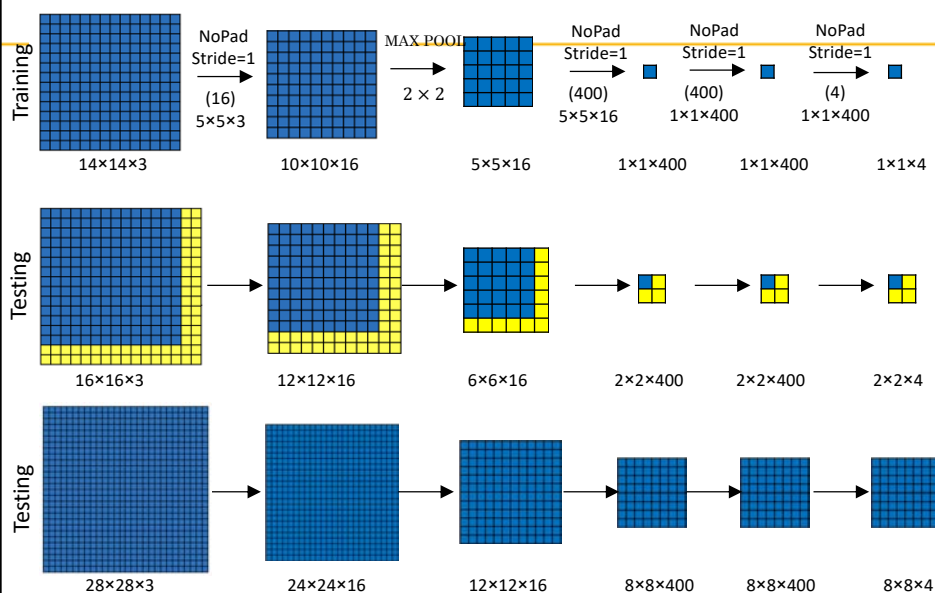 Training
NoPad
Stride=1
(16)
5×5×3
MAX POOL
2 × 2
NoPad
Stride=1
(400)
5×5×16
NoPad
Stride=1
(400)
1×1×400
NoPad
Stride=1
(4)
1×1×400
14×14×3
10×10×16
5×5×16
1×1×400
1×1×400
1×1×4
Testing
16×16×3
12×12×16
6×6×16
2×2×400
2×2×400
2×2×4
Testing
28×28×3
24×24×16
12×12×16
8×8×400
8×8×400
8×8×4